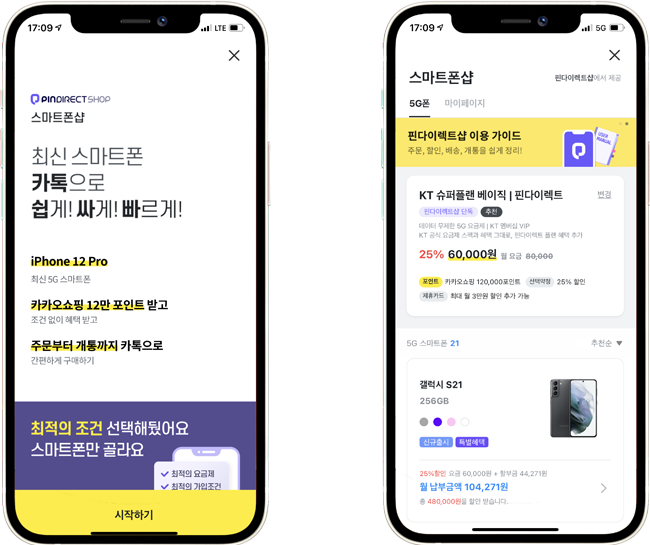 17:09
LTE
PINDIRECTSHOP
스마트폰샵
최신 스마트폰
카톡으로
쉽게! 싸게! 빠르게!
iPhone 12 Pro
최신 5G 스마트폰
카카오쇼핑 12만 포인트 받고
조건 없이 혜택 받고
주문부터 개통까지 카톡으로
간편하게 구매하기
최적의 조건 선택해뒀어요
스마트폰만 골라요
최적의 요금제
최적의 가입조건
시작하기
17:09
5G
스마트폰샵
핀다이렉트샵에서 제공
5G폰 마이페이지
핀다이렉트샵 이용 가이드
주문, 할인, 배송, 개통을 쉽게 정리!
USER MANUAL
KT 슈퍼플랜 베이직 | 핀다이렉트
변경
핀다이렉트샵 단독 추천
데이터 무제한 5G 요금제 | KT 멤버십 VIP
KT 공식 요금제 스펙과 혜택 그대로, 핀다이렉트 플랜 혜택 추가
25% 60,000원 월 요금 80,000
포인트 카카오쇼핑 120,000포인트 선택약정 25% 할인
제휴카드 최대 월 3만원 할인 추가 가능
5G 스마트폰 21
추천순
갤럭시 S21
256GB
신규출시 특별혜택
25%할인 요금 60,000원 + 할부금 44,271원
월 납부금액 104,271원
총 480,000원을 할인 받습니다.